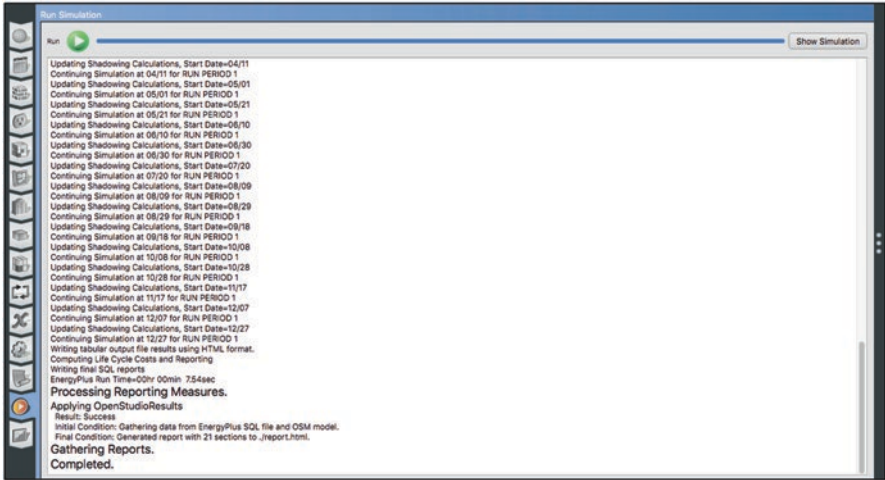 Run Simulation
Run
Show Simulation
Updating Shadowing Calculations, Start Date=04/11
Continuing Simulation at 04/11 for RUN PERIOD 1
Updating Shadowing Calculations, Start Date=05/01
Continuing Simulation at 05/01 for RUN PERIOD 1
Updating Shadowing Calculations, Start Date=05/21
Continuing Simulation at 05/21 for RUN PERIOD 1
Updating Shadowing Calculations, Start Date=06/10
Continuing Simulation at 06/10 for RUN PERIOD 1
Updating Shadowing Calculations, Start Date=06/30
Continuing Simulation at 06/30 for RUN PERIOD 1
Updating Shadowing Calculations, Start Date=07/20
Continuing Simulation at 07/20 for RUN PERIOD 1
Updating Shadowing Calculations, Start Date=08/09
Continuing Simulation at 08/09 for RUN PERIOD 1
Updating Shadowing Calculations, Start Date=08/29
Continuing Simulation at 08/29 for RUN PERIOD 1
Updating Shadowing Calculations, Start Date=09/18
Continuing Simulation at 09/18 for RUN PERIOD 1
Updating Shadowing Calculations, Start Date=10/08
Continuing Simulation at 10/08 for RUN PERIOD 1
Updating Shadowing Calculations, Start Date=10/28
Continuing Simulation at 10/28 for RUN PERIOD 1
Updating Shadowing Calculations, Start Date=11/17
Continuing Simulation at 11/17 for RUN PERIOD 1
Updating Shadowing Calculations, Start Date=12/07
Continuing Simulation at 12/07 for RUN PERIOD 1
Updating Shadowing Calculations, Start Date=12/27
Continuing Simulation at 12/27 for RUN PERIOD 1
Writing tabular output file results using HTML format.
Computing Life Cycle Costs and Reporting
Writing final SQL reports
EnergyPlus Run Time=00hr 00min 7.54sec
Processing Reporting Measures.
Applying OpenStudioResults
Result: Success
Initial Condition: Gathering data from EnergyPlus SQL file and OSM model.
Final Condition: Generated report with 21 sections to ./report.html.
Gathering Reports.
Completed.